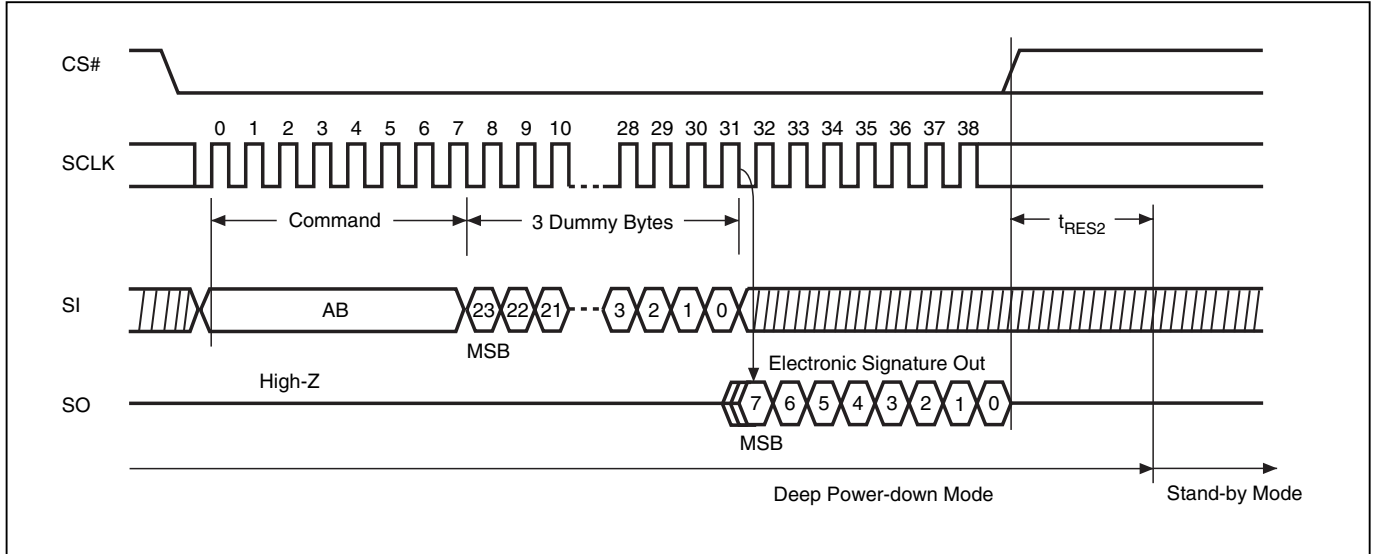 CS#
0 1 2 3 4 5 6 7 8 9 10 28 29 30 31 32 33 34 35 36 37 38
SCLK
Command
3 Dummy Bytes
tRES2
SI
AB
23 22 21 3 2 1 0
MSB
Electronic Signature Out
High-Z
SO
7 6 5 4 3 2 1 0
MSB
Deep Power-down Mode
Stand-by Mode